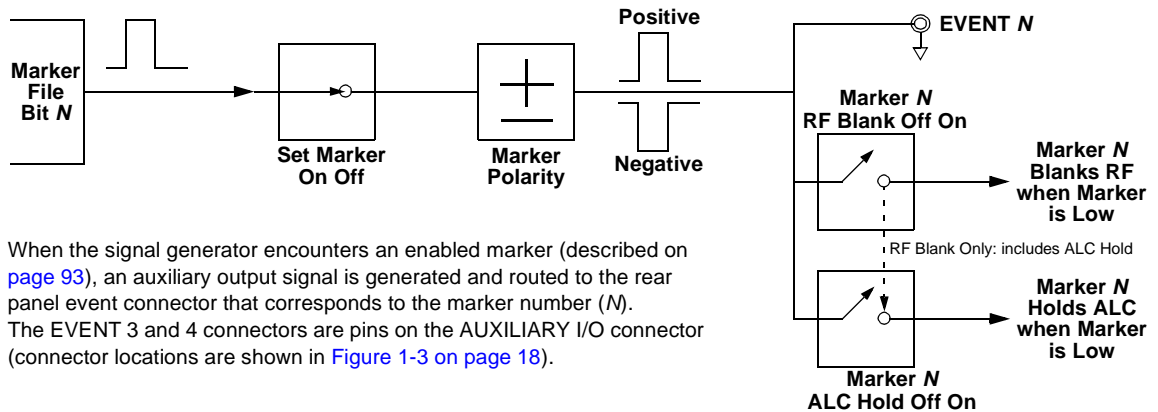 Marker
File
Bit N
Set Marker
On Off
Marker
Polarity
Positive
Negative
EVENT N
Marker N
RF Blank Off On
Marker N
Blanks RF
when Marker
is Low
RF Blank Only: includes ALC Hold
Marker N
Holds ALC
when Marker
is Low
Marker N
ALC Hold Off On
When the signal generator encounters an enabled marker (described on
page 93), an auxiliary output signal is generated and routed to the rear
panel event connector that corresponds to the marker number (N).
The EVENT 3 and 4 connectors are pins on the AUXILIARY I/O connector
(connector locations are shown in Figure 1-3 on page 18).